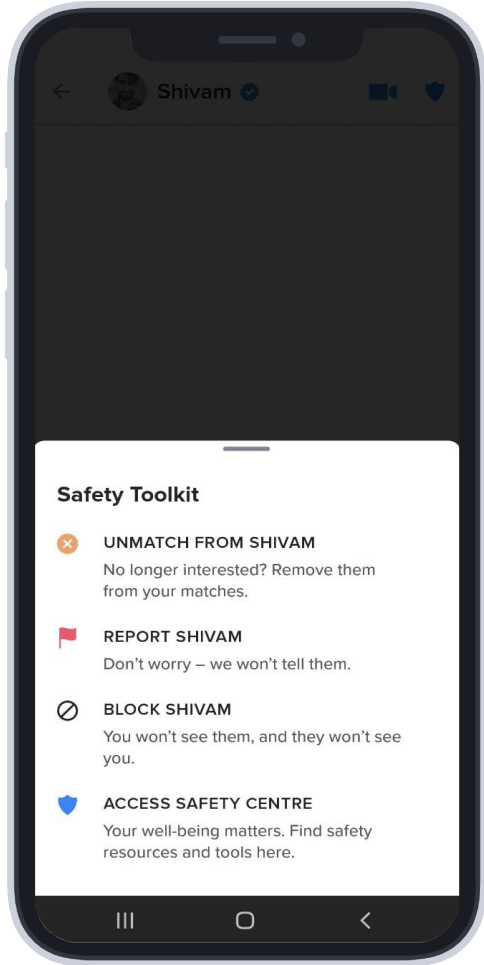 Shivam
Safety Toolkit
UNMATCH FROM SHIVAM
No longer interested? Remove them
from your matches.
REPORT SHIVAM
Don’t worry – we won’t tell them.
BLOCK SHIVAM
You won’t see them, and they won’t see
you.
ACCESS SAFETY CENTRE
Your well-being matters. Find safety
resources and tools here.